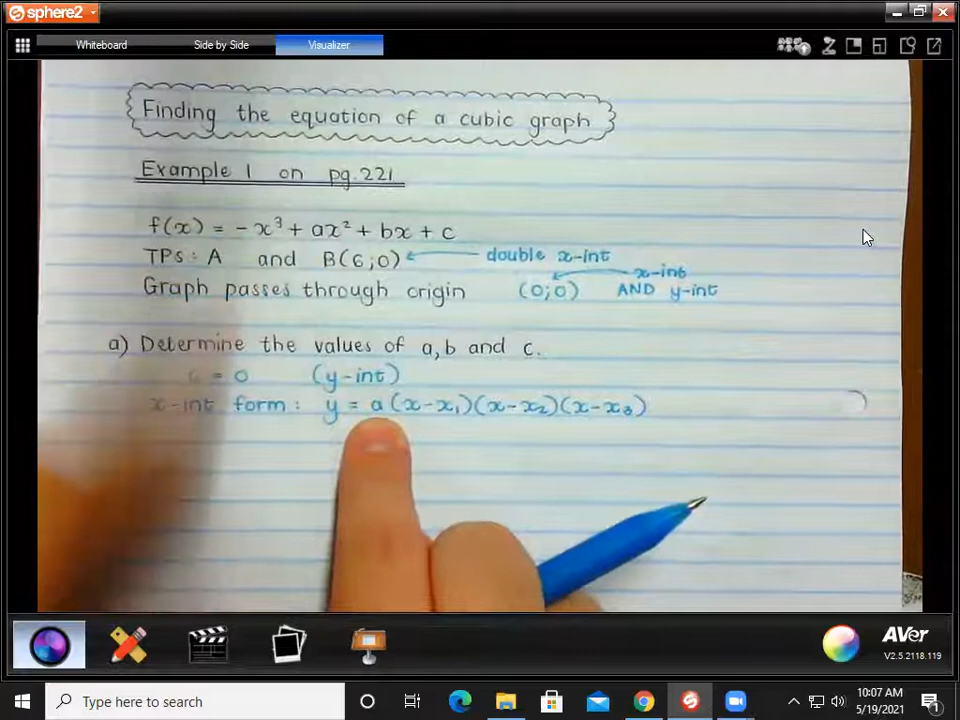 sphere2
Whiteboard Side by Side Visualizer
Finding the equation of a cubic graph
Example 1 on pg.221
f(x) = -x³ + ax² + bx + c
TPs: A and B(6;0) ← double x-int
x-int
Graph passes through origin (0;0) AND y-int
a) Determine the values of a, b and c.
c = 0 (y-int)
x-int form: y = a(x-x₁)(x-x₂)(x-x₃)
AVer
V2.5.2118.119
Type here to search
10:07 AM
5/19/2021